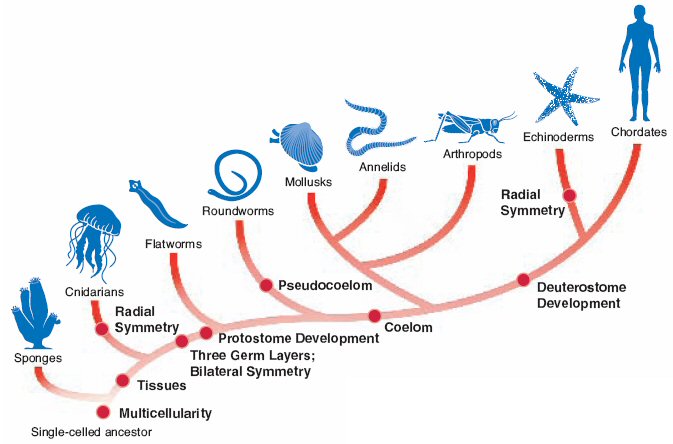 Chordates
Echinoderms
Arthropods
Annelids
Mollusks
Radial
Symmetry
Roundworms
Flatworms
Pseudocoelom
Deuterostome
Development
Cnidarians
Radial
Symmetry
Coelom
Protostome Development
Three Germ Layers;
Bilateral Symmetry
Sponges
Tissues
Multicellularity
Single-celled ancestor